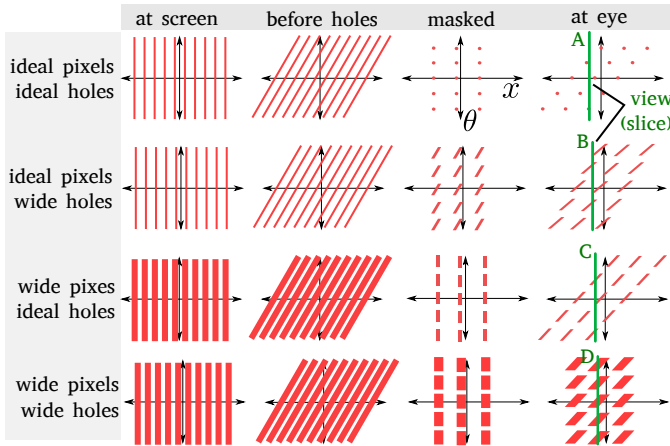 at screen before holes masked at eye
ideal pixels
ideal holes
A
x
θ
view
(slice)
ideal pixels
wide holes
B
wide pixes
ideal holes
C
wide pixels
wide holes
D